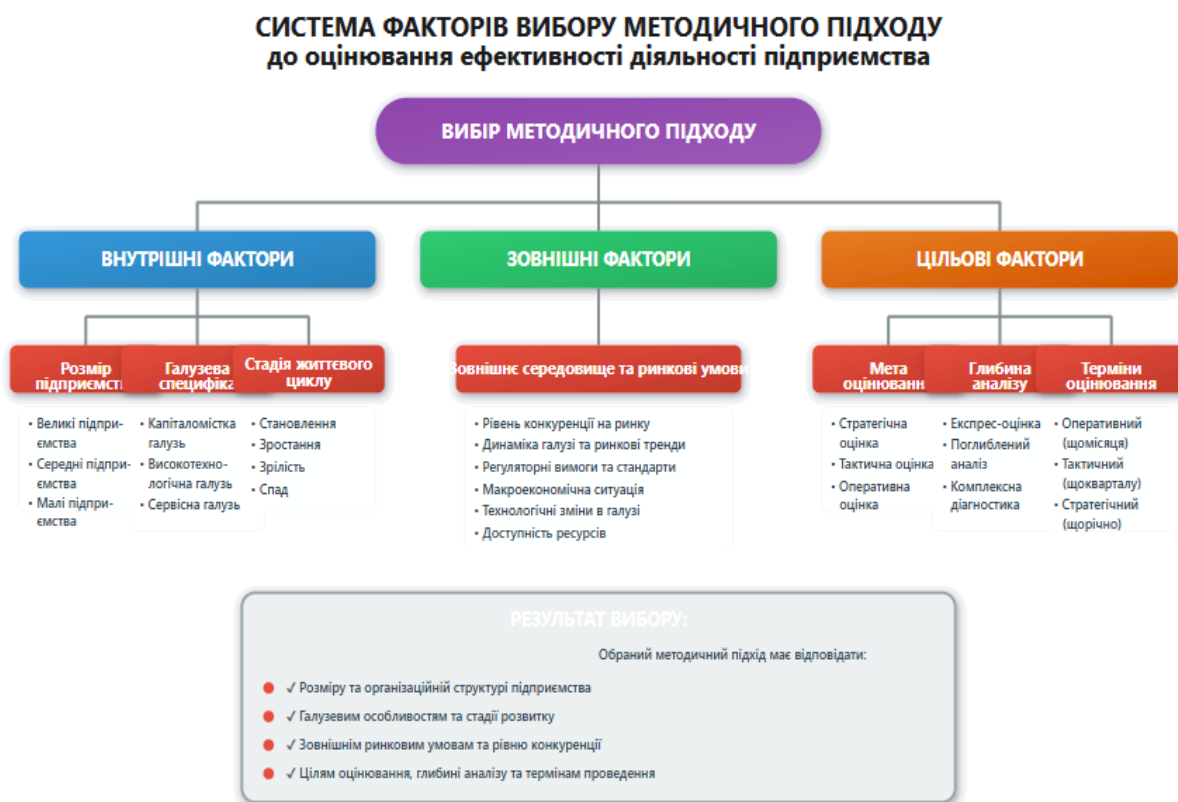 СИСТЕМА ФАКТОРІВ ВИБОРУ МЕТОДИЧНОГО ПІДХОДУ
до оцінювання ефективності діяльності підприємства
ВИБІР МЕТОДИЧНОГО ПІДХОДУ
ВНУТРІШНІ ФАКТОРИ
ЗОВНІШНІ ФАКТОРИ
ЦІЛЬОВІ ФАКТОРИ
Розмір
підприємств
• Великі підпри-
ємства
• Середні підпри-
ємства
• Малі підпри-
ємства
Галузева
специфіка
• Капіталомістка
галузь
• Високотехно-
логічна галузь
• Сервісна галузь
Стадія життєвого
циклу
• Становлення
• Зростання
• Зрілість
• Спад
Зовнішнє середовище та ринкові умови
• Рівень конкуренції на ринку
• Динаміка галузі та ринкові тренди
• Регуляторні вимоги та стандарти
• Макроекономічна ситуація
• Технологічні зміни в галузі
• Доступність ресурсів
Мета
оцінюванн
• Стратегічна
оцінка
• Тактична оцінка
• Оперативна
оцінка
Глибина
аналізу
• Експрес-оцінка
• Поглиблений
аналіз
• Комплексна
діагностика
Терміни
оцінювання
• Оперативний
(щомісяця)
• Тактичний
(щокварталу)
• Стратегічний
(щорічно)
РЕЗУЛЬТАТ ВИБОРУ:
Обраний методичний підхід має відповідати:
✓ Розміру та організаційній структурі підприємства
✓ Галузевим особливостям та стадії розвитку
✓ Зовнішнім ринковим умовам та рівню конкуренції
✓ Цілям оцінювання, глибині аналізу та термінам проведення